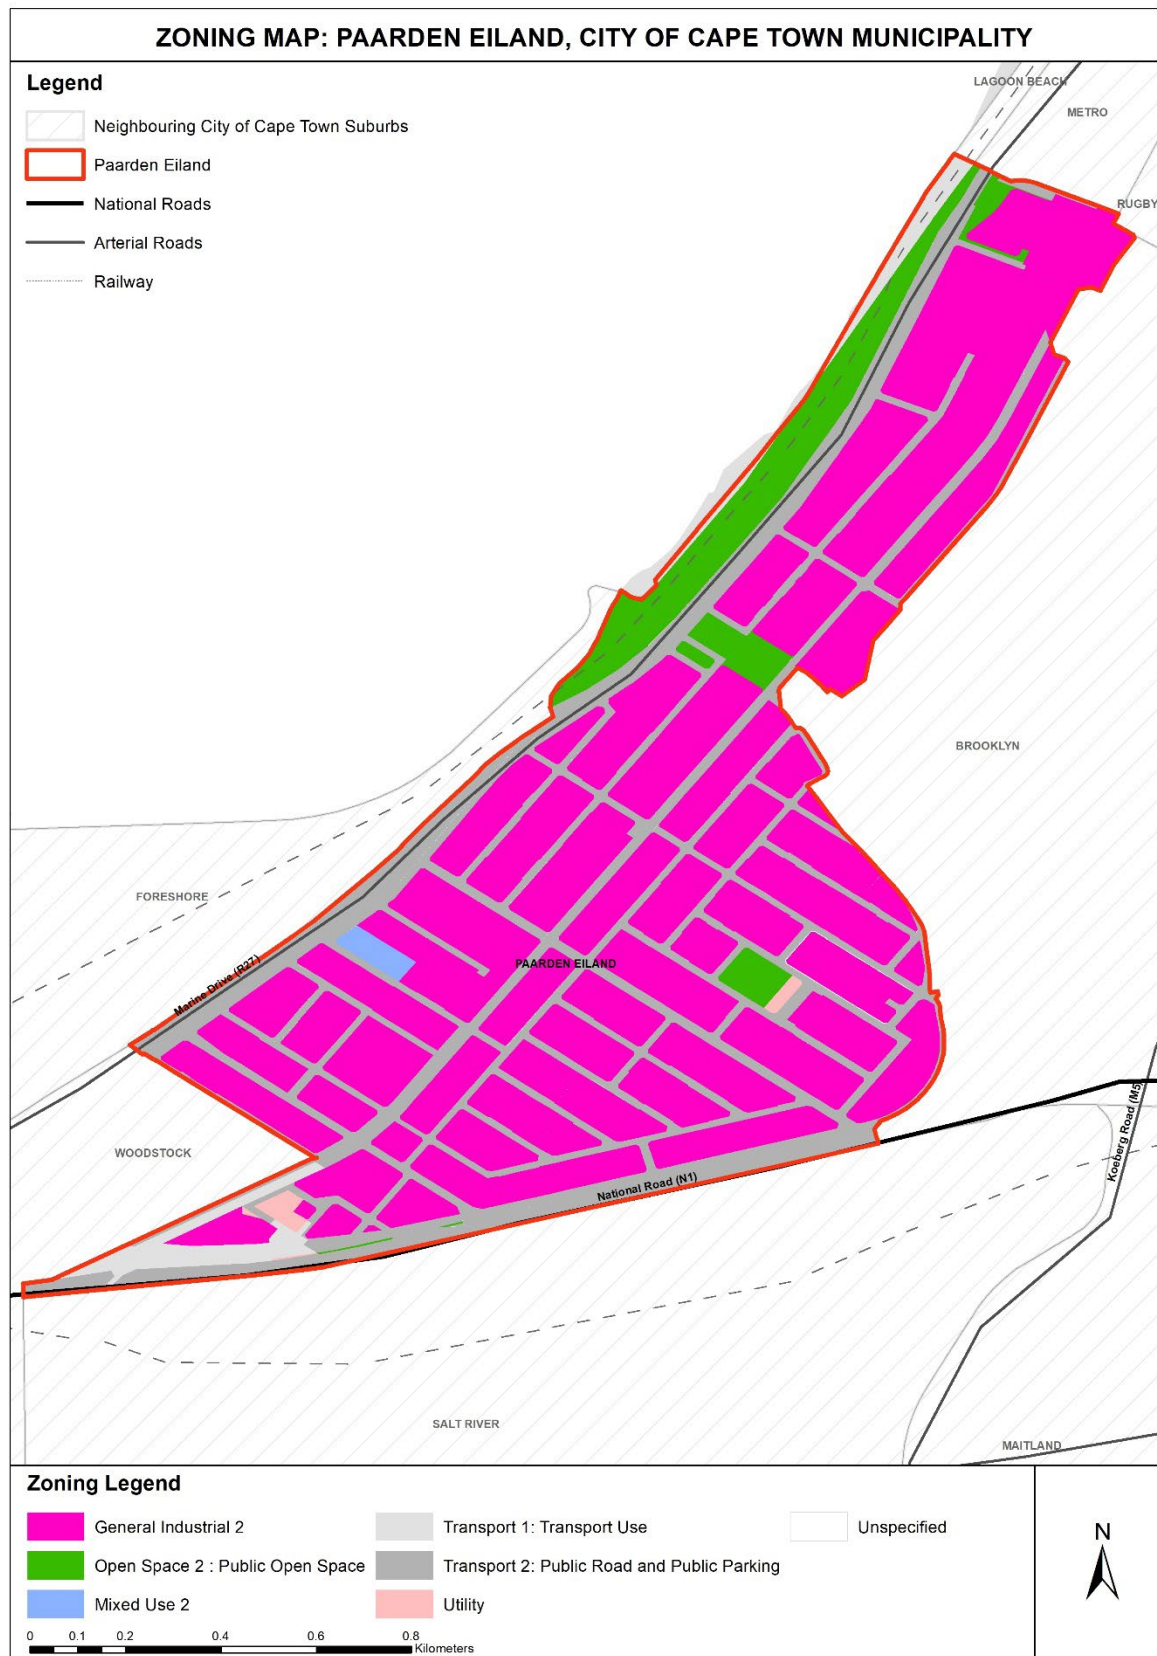 ZONING MAP: PAARDEN EILAND, CITY OF CAPE TOWN MUNICIPALITY
Legend
Neighbouring City of Cape Town Suburbs
Paarden Eiland
National Roads
Arterial Roads
Railway
LAGOON BEACH
METRO
RUGBY
BROOKLYN
FORESHORE
Marine Drive (R27)
PAARDEN EILAND
WOODSTOCK
National Road (N1)
Koeberg Road (M5)
SALT RIVER
MAITLAND
Zoning Legend
General Industrial 2
Open Space 2 : Public Open Space
Mixed Use 2
Transport 1: Transport Use
Transport 2: Public Road and Public Parking
Utility
Unspecified
N
0 0.1 0.2 0.4 0.6 0.8
Kilometers